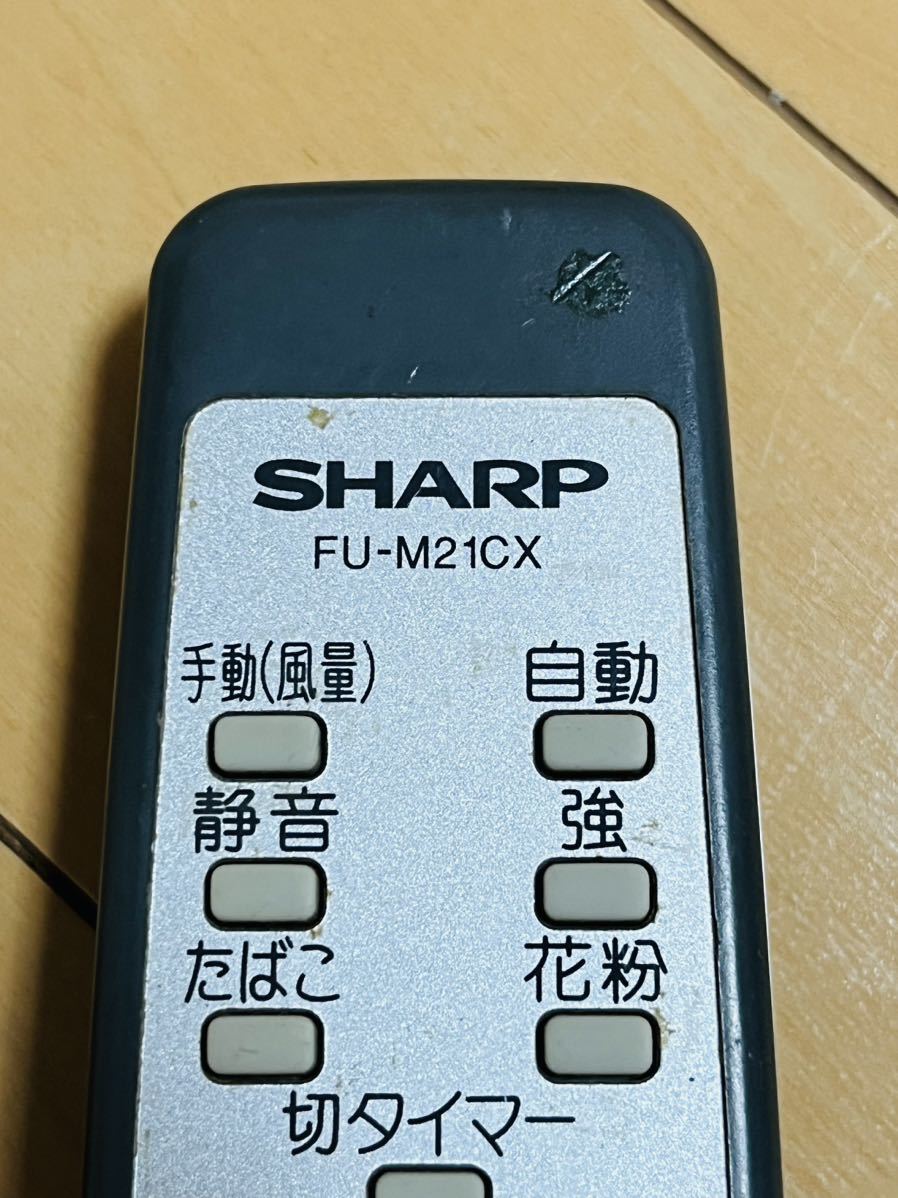 SHARP
FU-M21CX
手動(風量) 自動
静音 強
たばこ 花粉
切タイマー